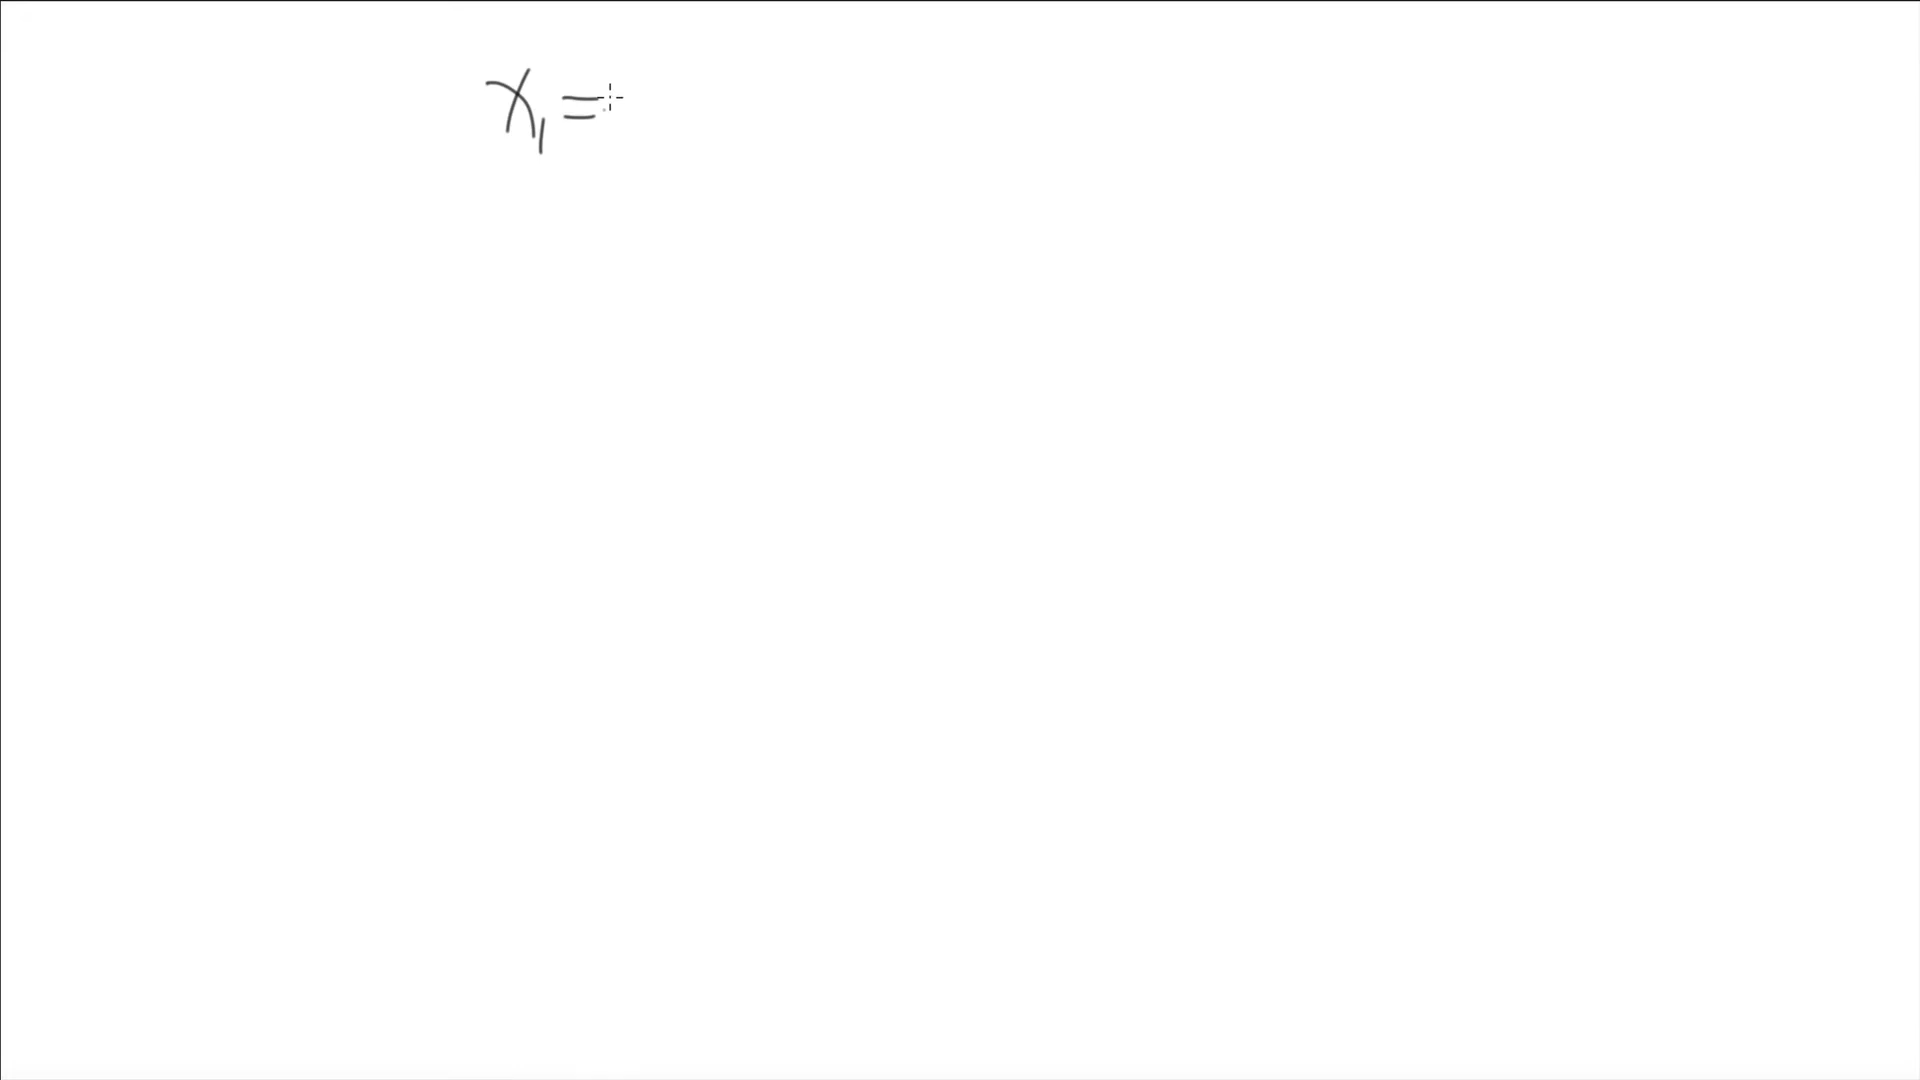 x₁ =